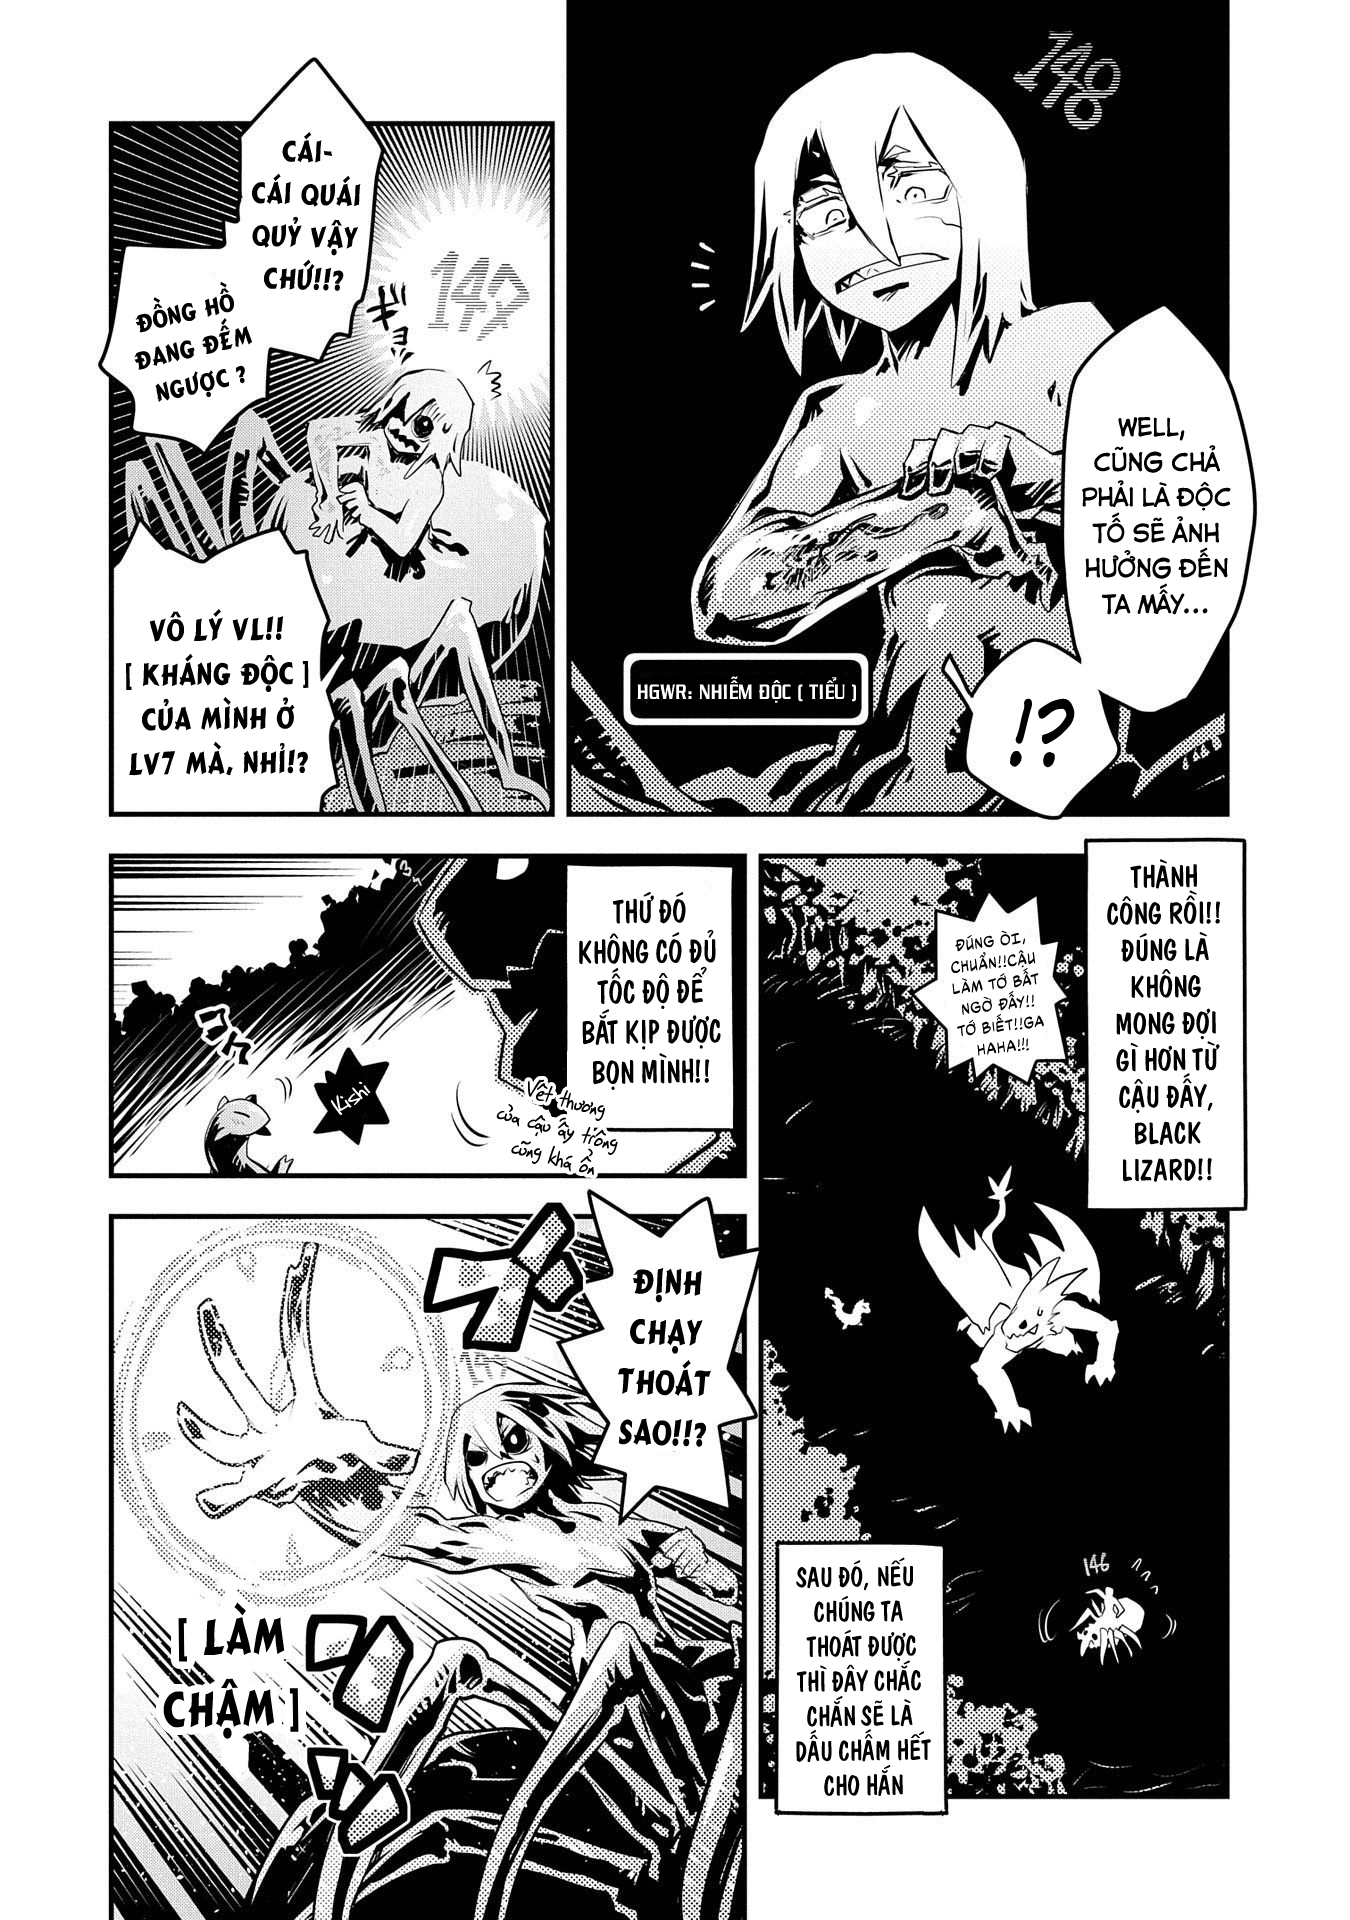 148
WELL,
CŨNG CHẢ
PHẢI LÀ ĐỘC
TỐ SẼ ẢNH
HƯỞNG ĐẾN
TA MẤY...
HGWR: NHIỄM ĐỘC ( TIỂU )
!?
CÁI-
CÁI QUÁI
QUỶ VẬY
CHỨ!!?
149
ĐỒNG HỒ
ĐANG ĐẾM
NGƯỢC ?
ギョ
VÔ LÝ VL!!
[ KHÁNG ĐỘC ]
CỦA MÌNH Ở
LV7 MÀ, NHỈ!?
THÀNH
CÔNG RỒI!!
ĐÚNG LÀ
KHÔNG
MONG ĐỢI
GÌ HƠN TỪ
CẬU ĐẤY,
BLACK
LIZARD!!
ĐÚNG ÒI,
CHUẨN!!CẬU
LÀM TỚ BẤT
NGỜ ĐẤY!!
TỚ BIẾT!!GA
HAHA!!!
146
SAU ĐÓ, NẾU
CHÚNG TA
THOÁT ĐƯỢC
THÌ ĐÂY CHẮC
CHẮN SẼ LÀ
DẤU CHẤM HẾT
CHO HẮN
THỨ ĐÓ
KHÔNG CÓ ĐỦ
TỐC ĐỘ ĐỂ
BẮT KỊP ĐƯỢC
BỌN MÌNH!!
Vết thương
của cậu ấy trông
cũng khá ổn
Kishi
コク
ĐỊNH
CHẠY
THOÁT
SAO!!?
[ LÀM
CHẬM ]